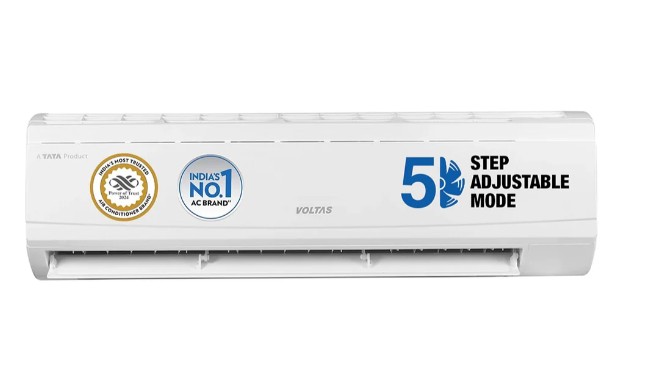 A TATA Product
INDIA'S MOST TRUSTED
Power of Trust
2024
AIR CONDITIONER BRAND*
INDIA'S
NO.1
AC BRAND**
VOLTAS
5
STEP
ADJUSTABLE
MODE